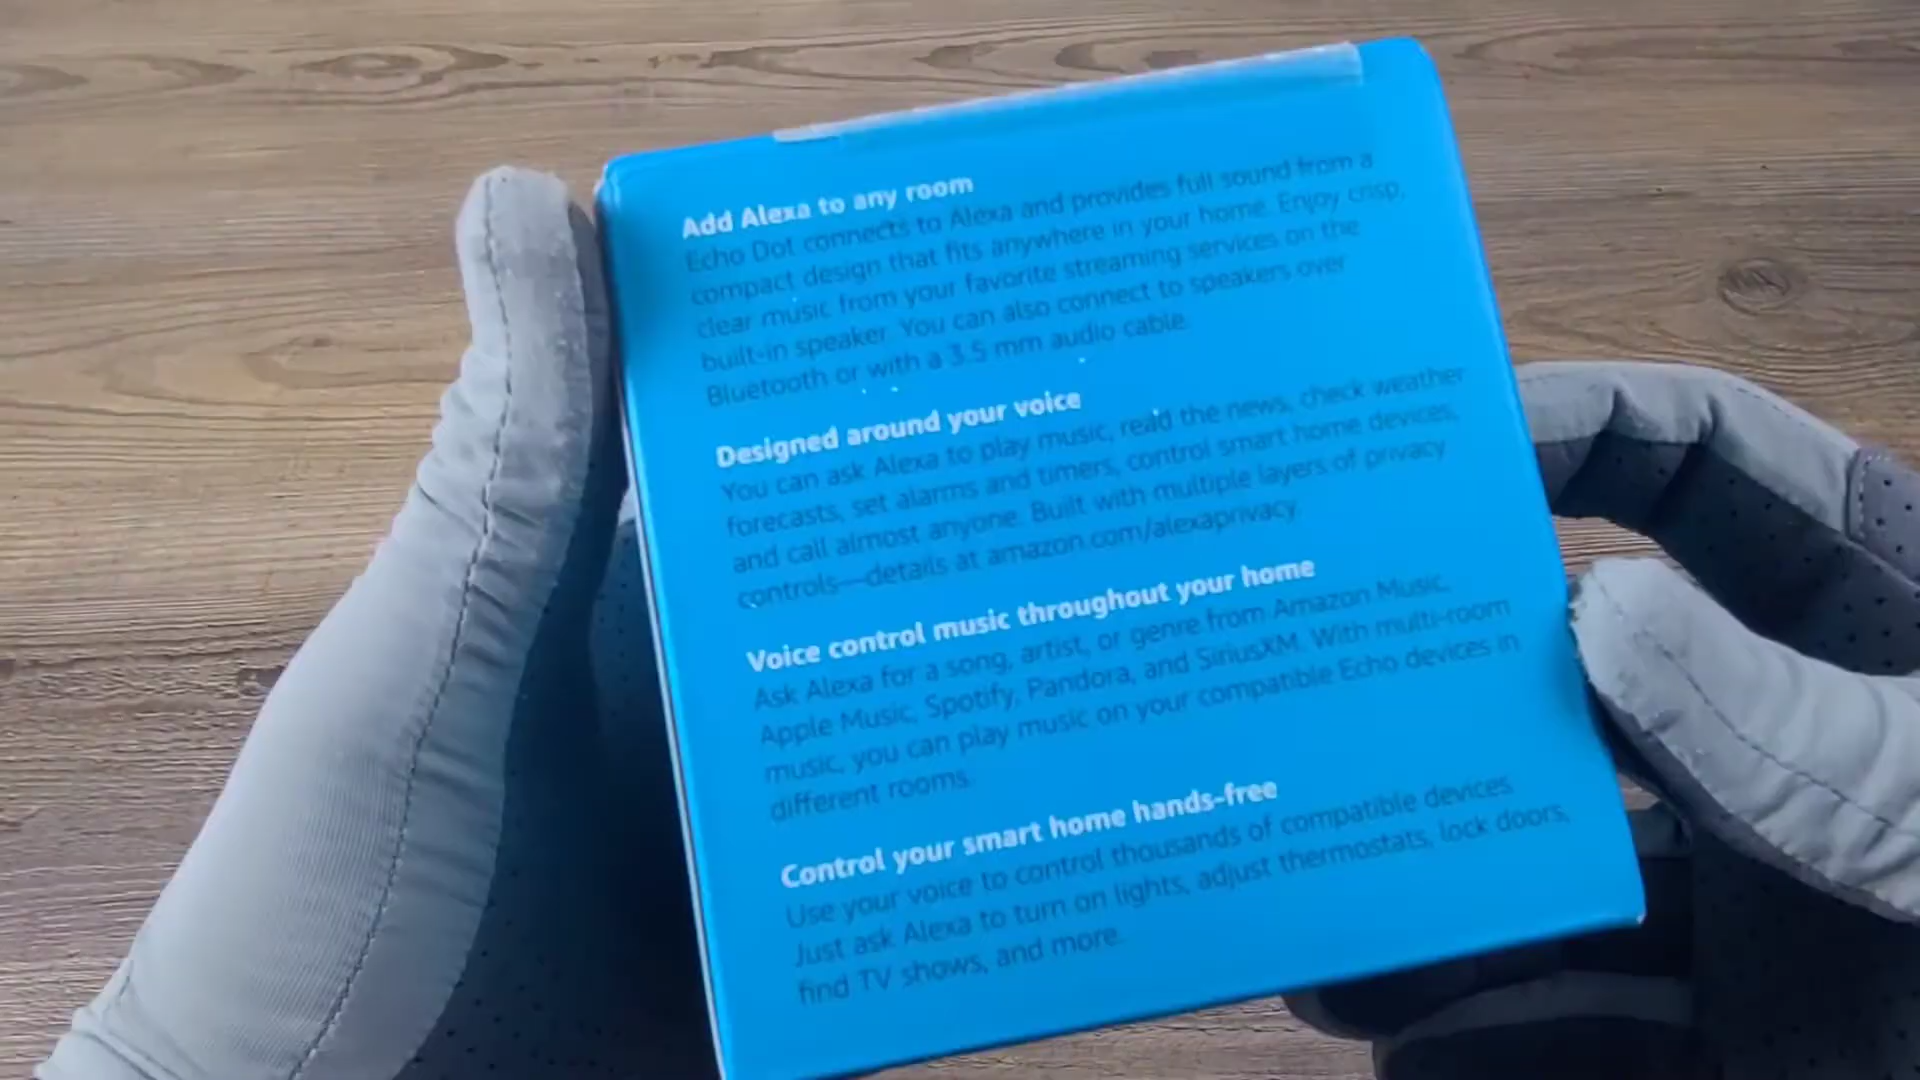 Add Alexa to any room
Echo Dot connects to Alexa and provides full sound from a
compact design that fits anywhere in your home. Enjoy crisp,
clear music from your favorite streaming services on the
built-in speaker. You can also connect to speakers over
Bluetooth or with a 3.5 mm audio cable.
Designed around your voice
You can ask Alexa to play music, read the news, check weather
forecasts, set alarms and timers, control smart home devices,
and call almost anyone. Built with multiple layers of privacy
controls—details at amazon.com/alexaprivacy.
Voice control music throughout your home
Ask Alexa for a song, artist, or genre from Amazon Music,
Apple Music, Spotify, Pandora, and SiriusXM. With multi-room
music, you can play music on your compatible Echo devices in
different rooms.
Control your smart home hands-free
Use your voice to control thousands of compatible devices.
Just ask Alexa to turn on lights, adjust thermostats, lock doors,
find TV shows, and more.